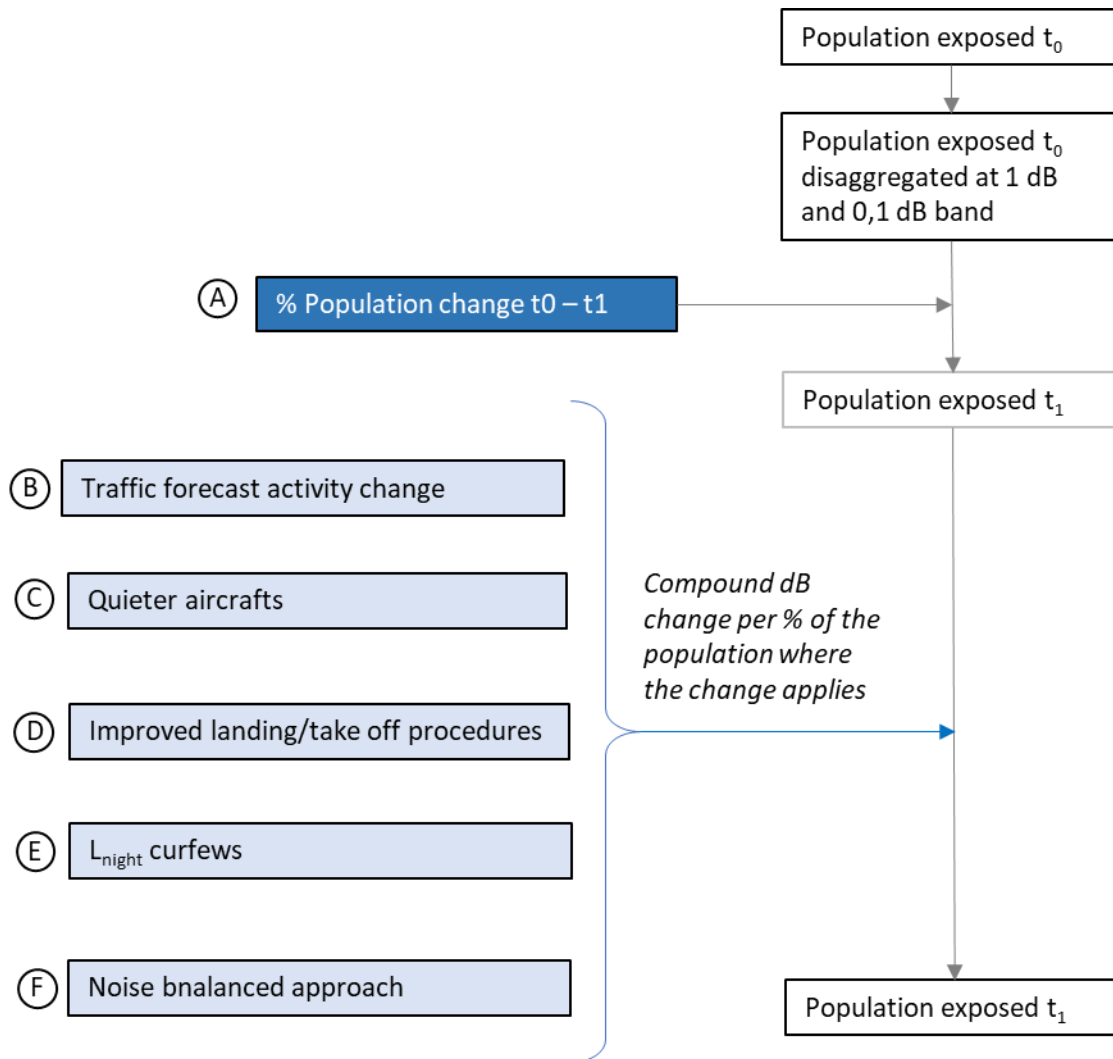 Population exposed t₀
Population exposed t₀
disaggregated at 1 dB
and 0,1 dB band
A
% Population change t0 – t1
Population exposed t₁
B
Traffic forecast activity change
C
Quieter aircrafts
Compound dB
change per % of the
population where
the change applies
D
Improved landing/take off procedures
E
Lnight curfews
F
Noise bnalanced approach
Population exposed t₁